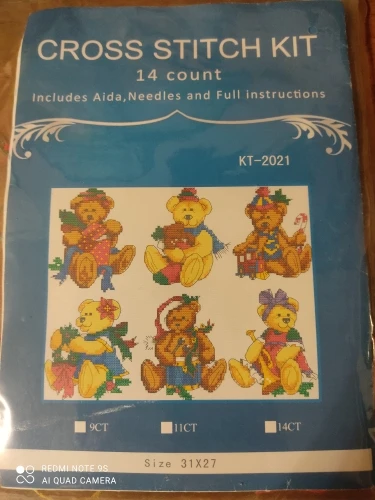 CROSS STITCH KIT
14 count
Includes Aida,Needles and Full instructions
KT-2021
9CT 11CT 14CT
Size 31X27
REDMI NOTE 9S
AI QUAD CAMERA